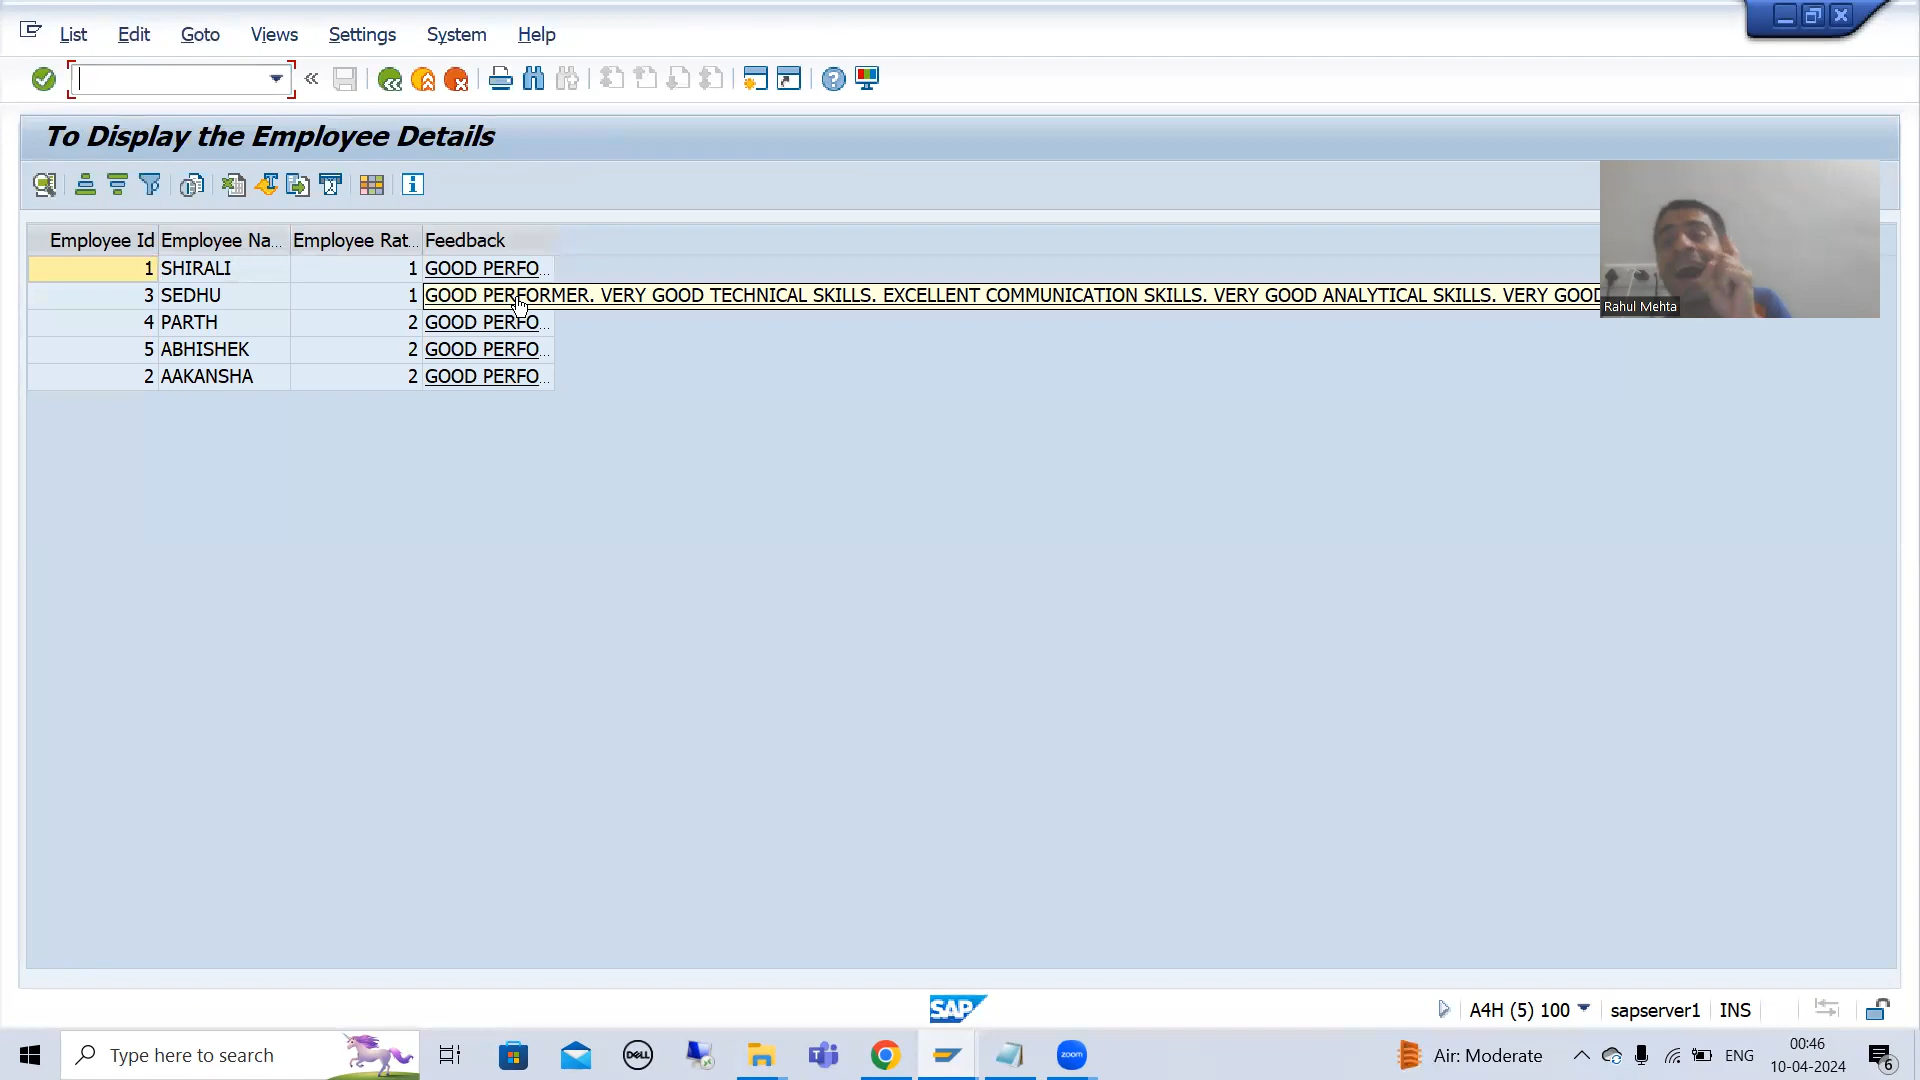 List Edit Goto Views Settings System Help
To Display the Employee Details
Employee Id Employee Na... Employee Rat... Feedback
1 SHIRALI 1 GOOD PERFO...
3 SEDHU 1 GOOD PERFORMER. VERY GOOD TECHNICAL SKILLS. EXCELLENT COMMUNICATION SKILLS. VERY GOOD ANALYTICAL SKILLS. VERY GOOD
4 PARTH 2 GOOD PERFO...
5 ABHISHEK 2 GOOD PERFO...
2 AAKANSHA 2 GOOD PERFO...
Rahul Mehta
SAP
A4H (5) 100 sapserver1 INS
Type here to search
DELL
zoom
Air: Moderate
ENG
00:46
10-04-2024
6